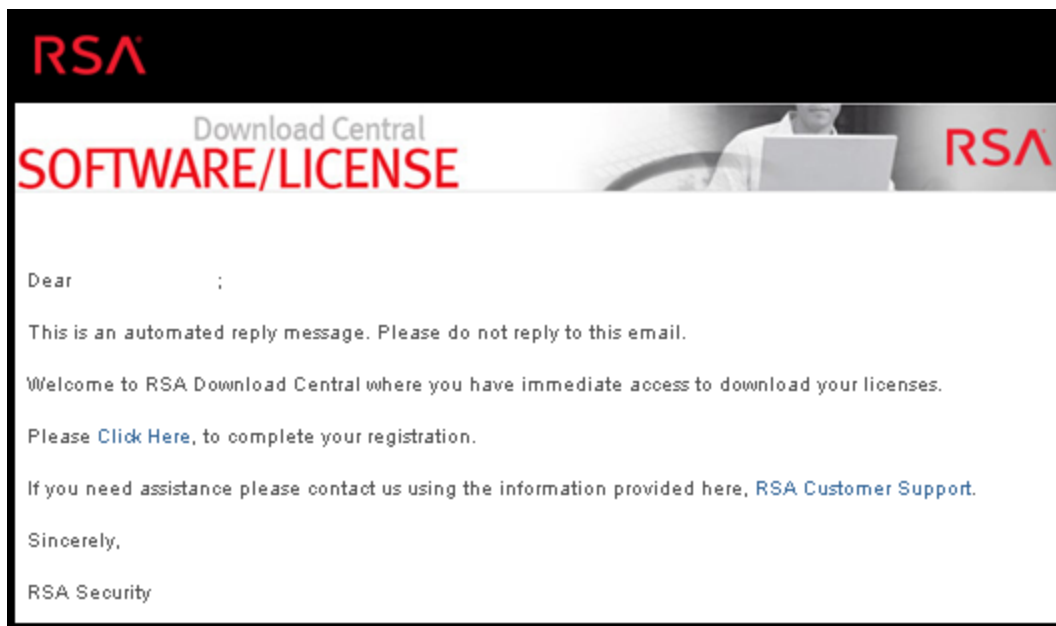 RSA
Download Central
SOFTWARE/LICENSE
RSA
Dear ;
This is an automated reply message. Please do not reply to this email.
Welcome to RSA Download Central where you have immediate access to download your licenses.
Please Click Here, to complete your registration.
If you need assistance please contact us using the information provided here, RSA Customer Support.
Sincerely,
RSA Security